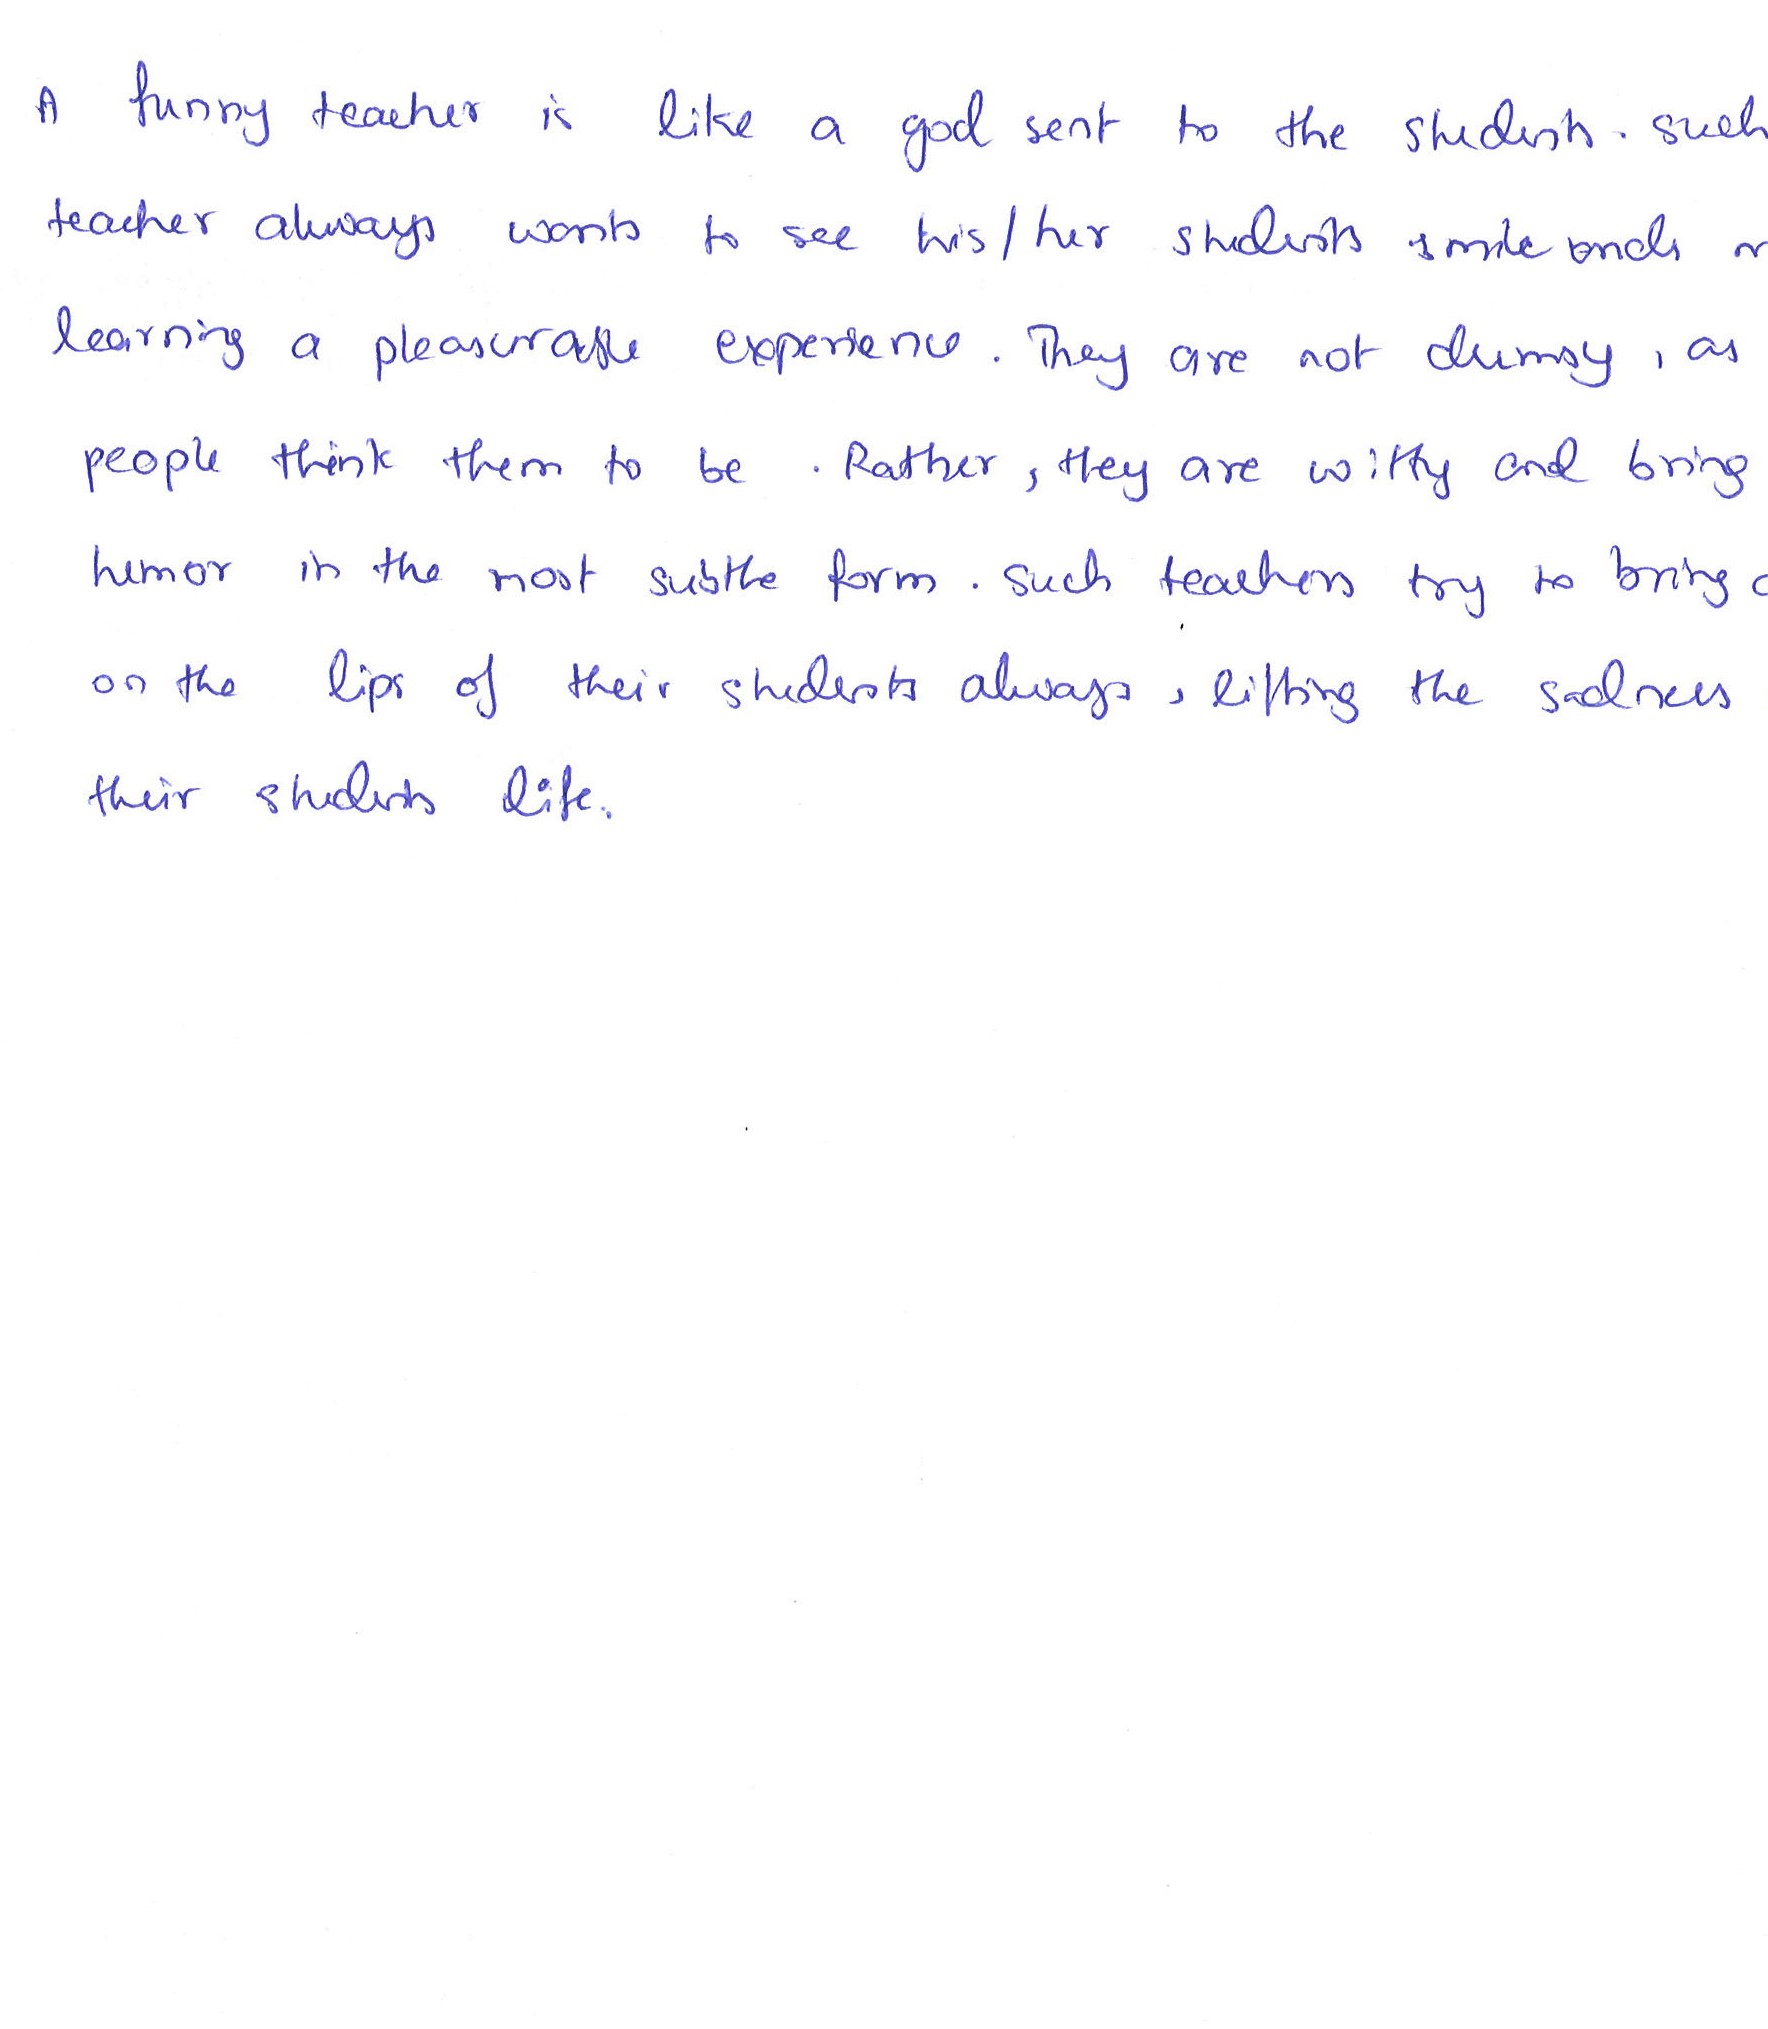 A funny teacher is like a god sent to the students. such
teacher always wants to see his/her students smile and
learning a pleasurable experience. They are not clumsy, as
people think them to be. Rather, they are witty and bring
humor in the most subtle form. Such teachers try to bring
on the lips of their students always, lifting the sadness
their students life.